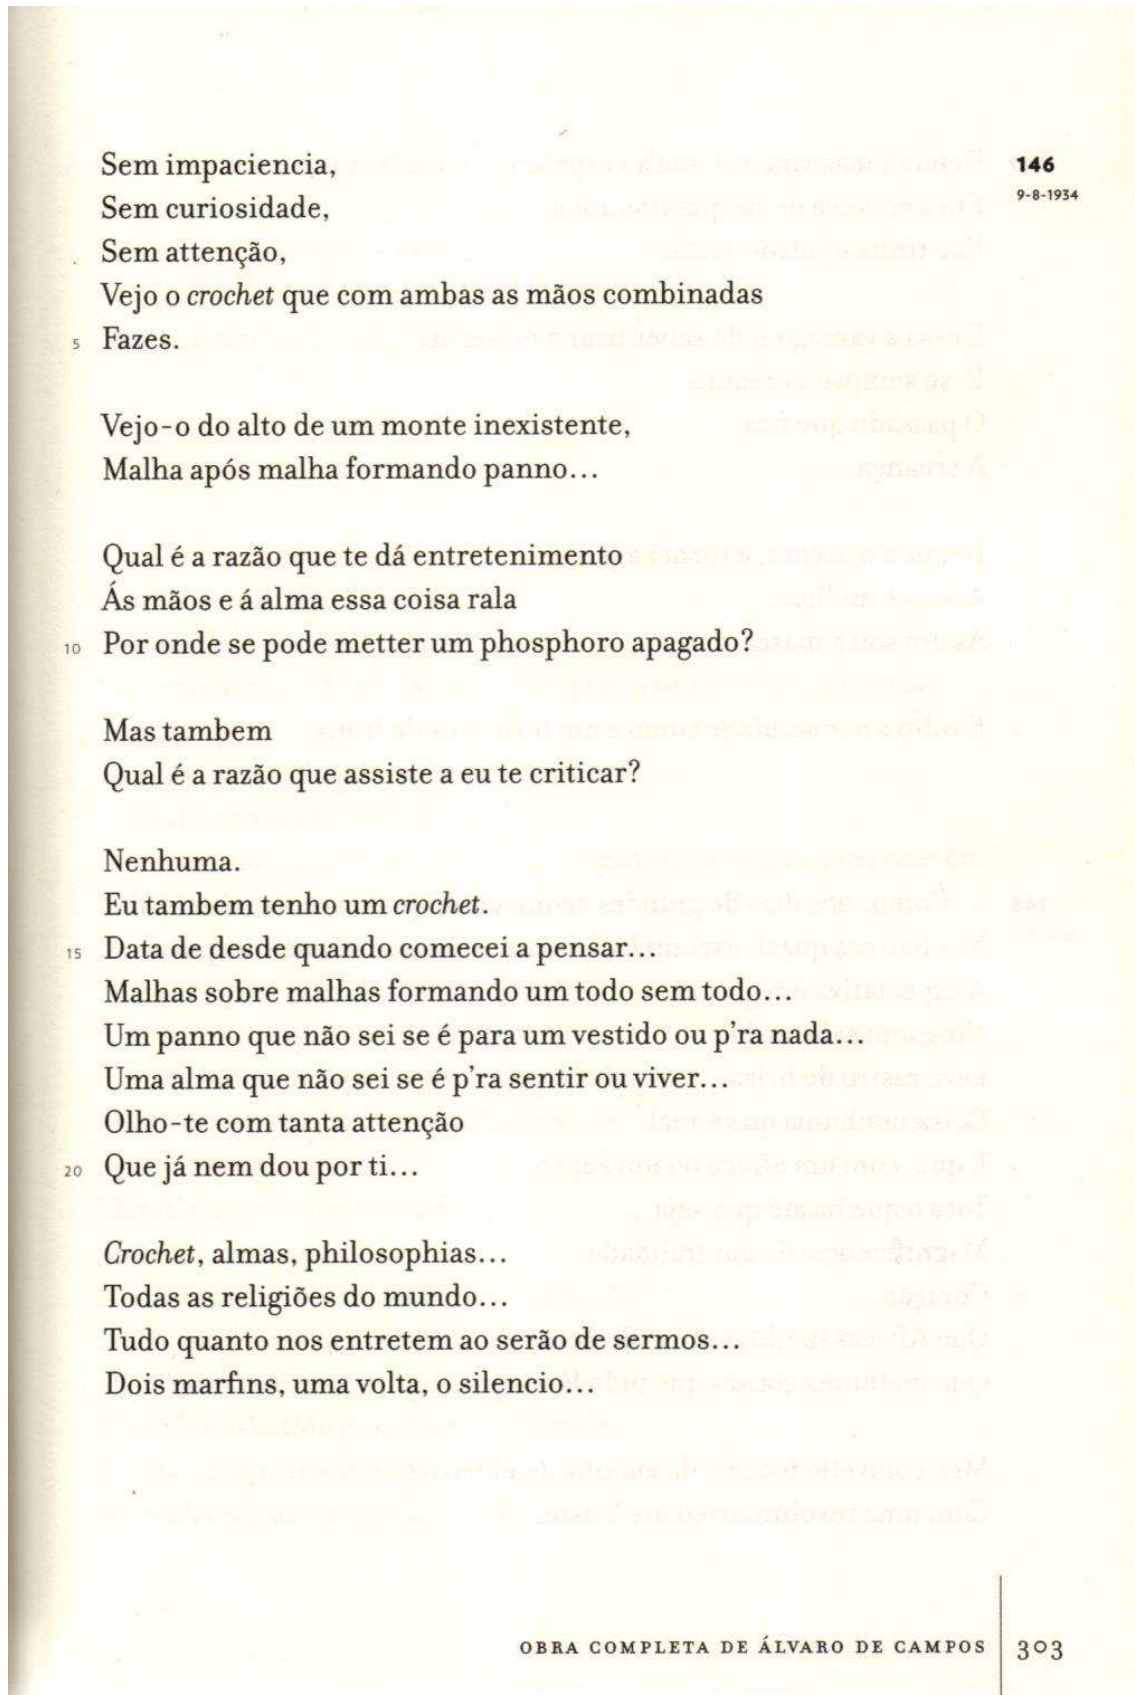 Sem impaciencia,
Sem curiosidade,
Sem attenção,
Vejo o crochet que com ambas as mãos combinadas
5 Fazes.
Vejo-o do alto de um monte inexistente,
Malha após malha formando panno...
Qual é a razão que te dá entretenimento
Ás mãos e á alma essa coisa rala
10 Por onde se pode metter um phosphoro apagado?
Mas tambem
Qual é a razão que assiste a eu te criticar?
Nenhuma.
Eu tambem tenho um crochet.
15 Data de desde quando comecei a pensar...
Malhas sobre malhas formando um todo sem todo...
Um panno que não sei se é para um vestido ou p'ra nada...
Uma alma que não sei se é p'ra sentir ou viver...
Olho-te com tanta attenção
20 Que já nem dou por ti...
Crochet, almas, philosophias...
Todas as religiões do mundo...
Tudo quanto nos entretem ao serão de sermos...
Dois marfins, uma volta, o silencio...
146
9-8-1934
OBRA COMPLETA DE ÁLVARO DE CAMPOS 303